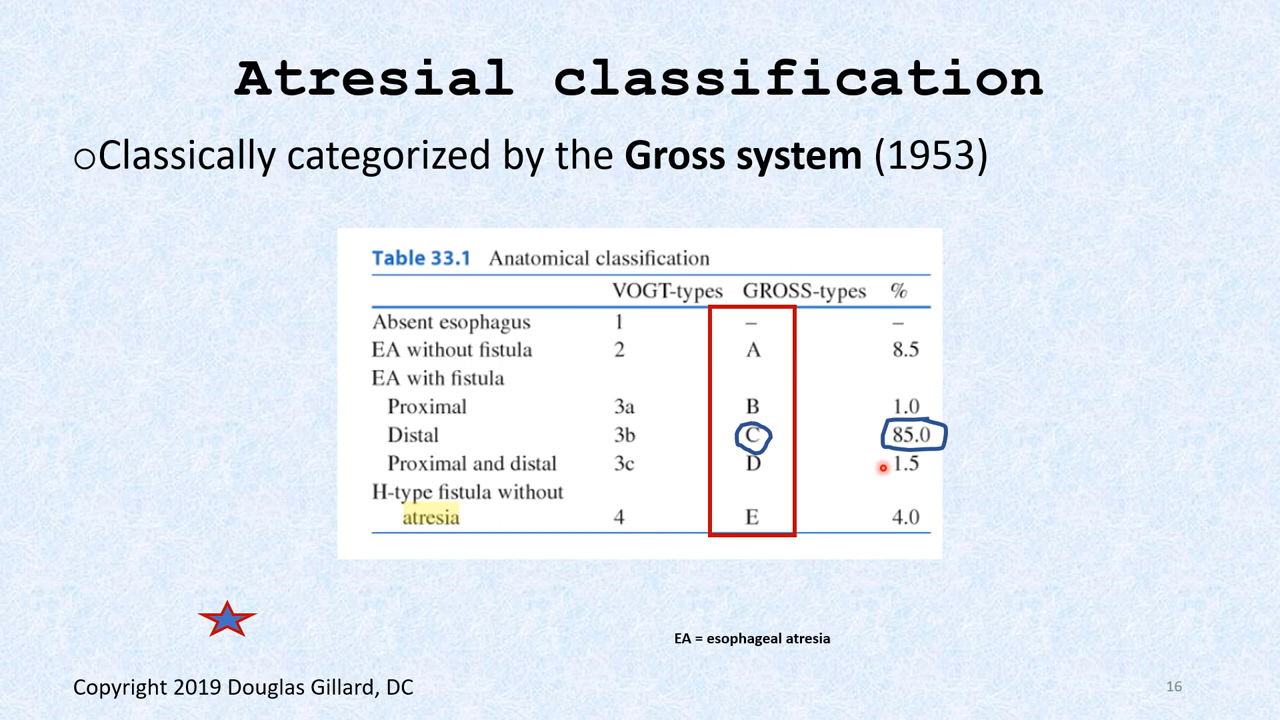 Atresial classification
oClassically categorized by the Gross system (1953)
Table 33.1 Anatomical classification
VOGT-types GROSS-types %
Absent esophagus 1 – –
EA without fistula 2 A 8.5
EA with fistula
Proximal 3a B 1.0
Distal 3b C 85.0
Proximal and distal 3c D 1.5
H-type fistula without
atresia 4 E 4.0
EA = esophageal atresia
Copyright 2019 Douglas Gillard, DC
16